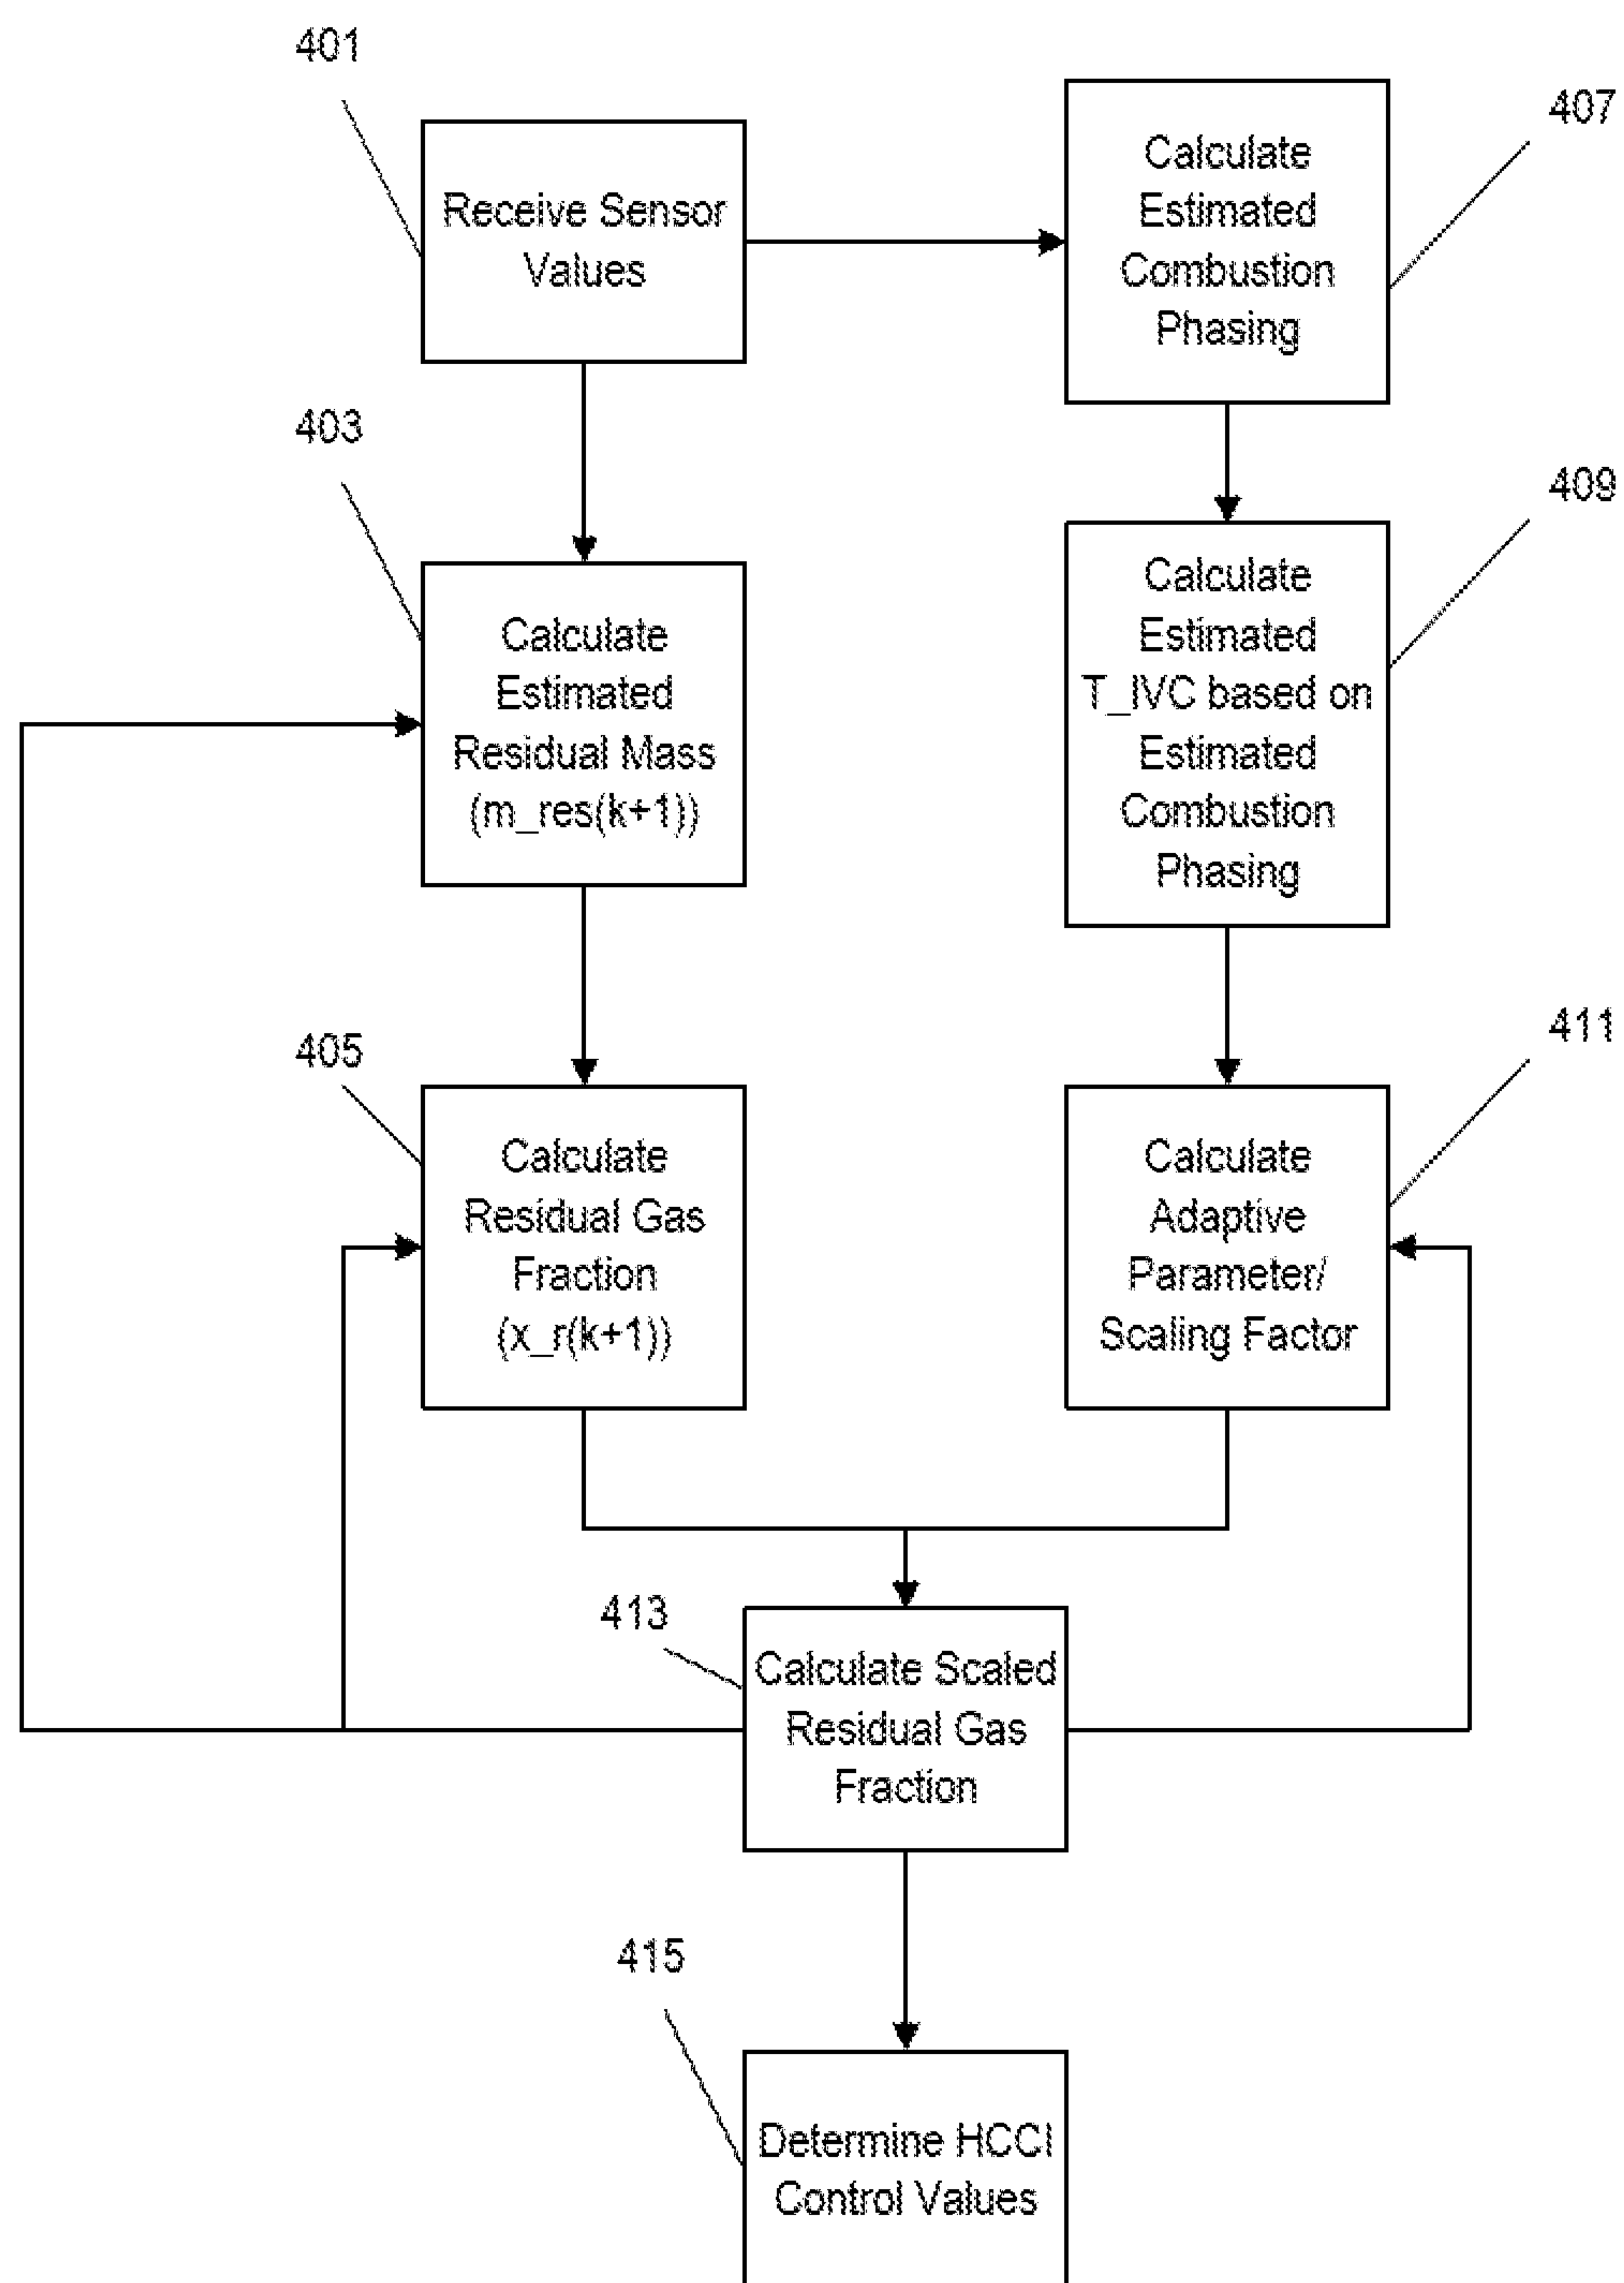 401
Receive Sensor
Values
407
Calculate
Estimated
Combustion
Phasing
403
Calculate
Estimated
Residual Mass
(m_res(k+1))
409
Calculate
Estimated
T_IVC based on
Estimated
Combustion
Phasing
405
Calculate
Residual Gas
Fraction
(x_r(k+1))
411
Calculate
Adaptive
Parameter/
Scaling Factor
413
Calculate Scaled
Residual Gas
Fraction
415
Determine HCCI
Control Values